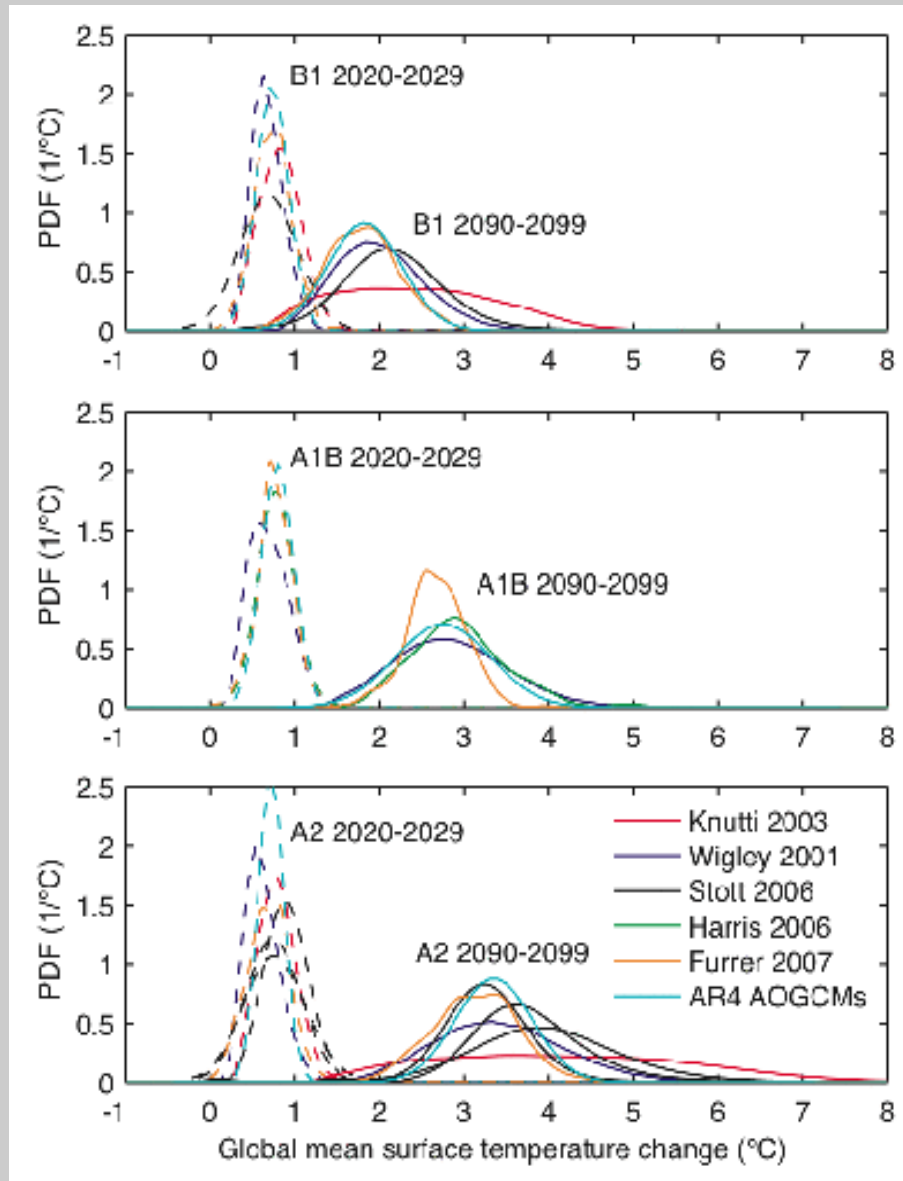 2.5
B1 2020-2029
2
1.5
PDF (1/°C)
1
B1 2090-2099
0.5
0
-1 0 1 2 3 4 5 6 7 8
2.5
A1B 2020-2029
2
1.5
PDF (1/°C)
1
A1B 2090-2099
0.5
0
-1 0 1 2 3 4 5 6 7 8
2.5
A2 2020-2029
2
1.5
PDF (1/°C)
1
A2 2090-2099
0.5
0
Knutti 2003
Wigley 2001
Stott 2006
Harris 2006
Furrer 2007
AR4 AOGCMs
-1 0 1 2 3 4 5 6 7 8
Global mean surface temperature change (°C)